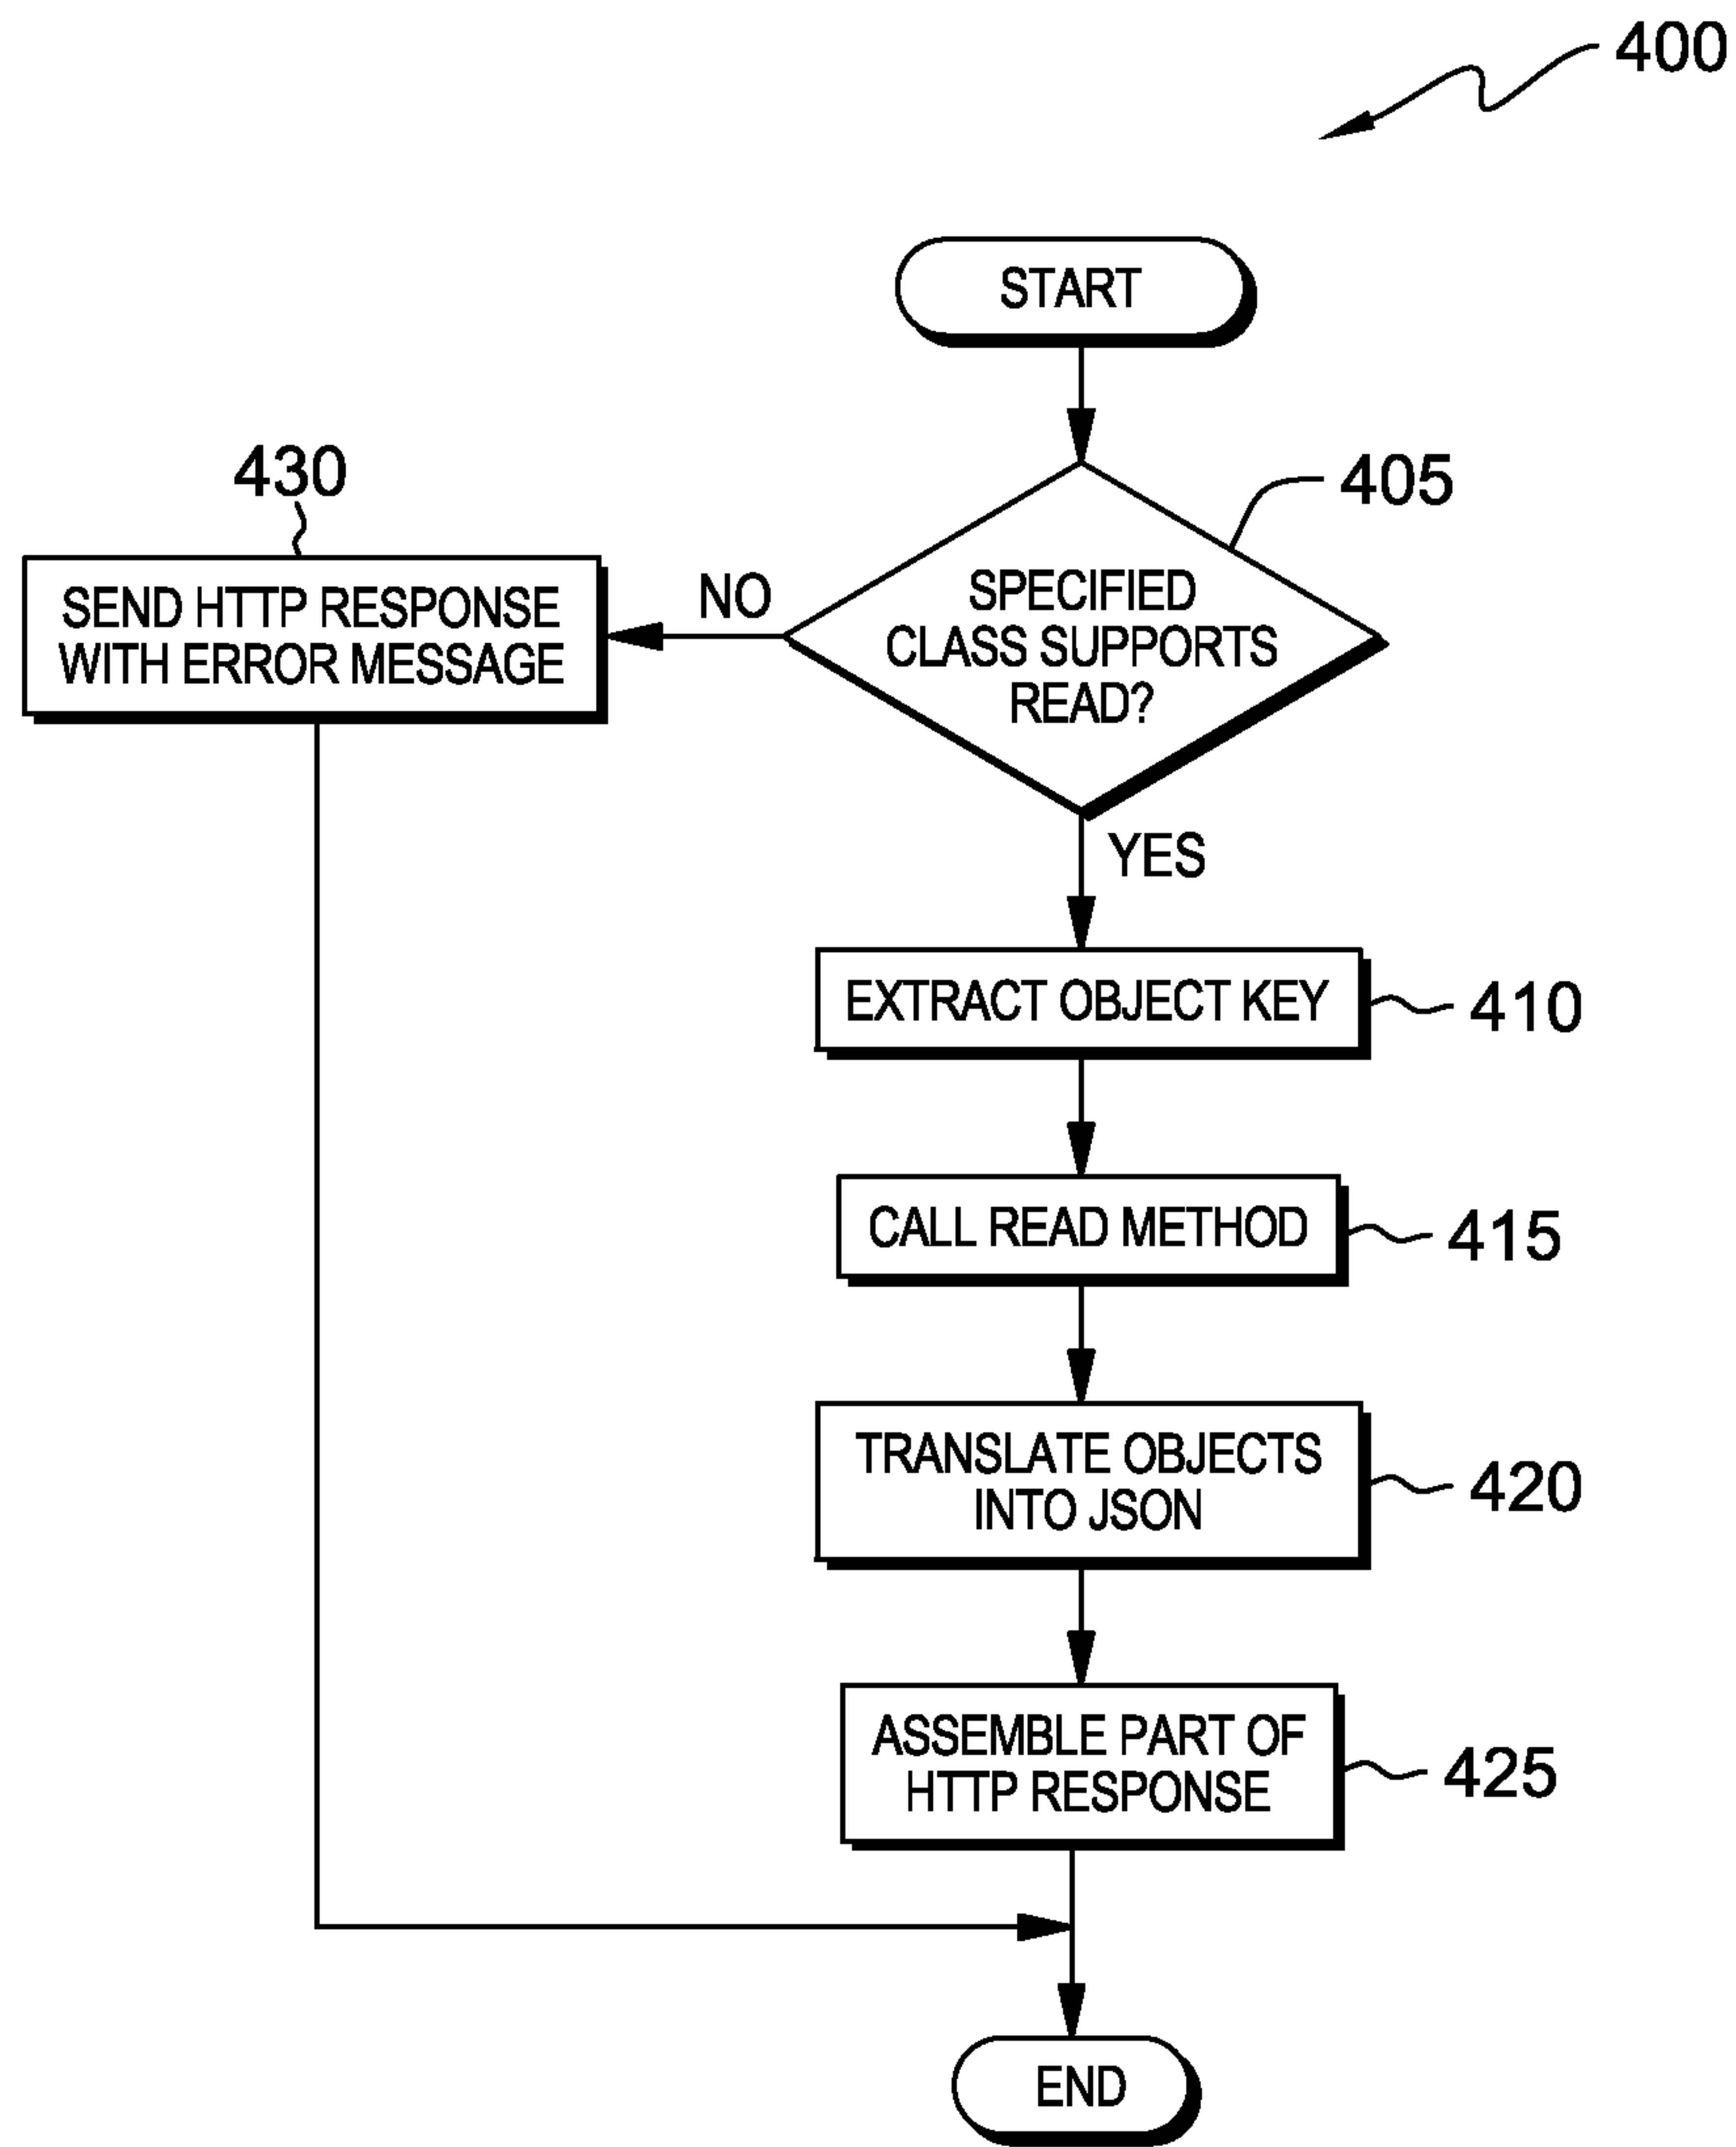 400
START
405
SPECIFIED
CLASS SUPPORTS
READ?
NO
430
SEND HTTP RESPONSE
WITH ERROR MESSAGE
YES
EXTRACT OBJECT KEY
410
CALL READ METHOD
415
TRANSLATE OBJECTS
INTO JSON
420
ASSEMBLE PART OF
HTTP RESPONSE
425
END